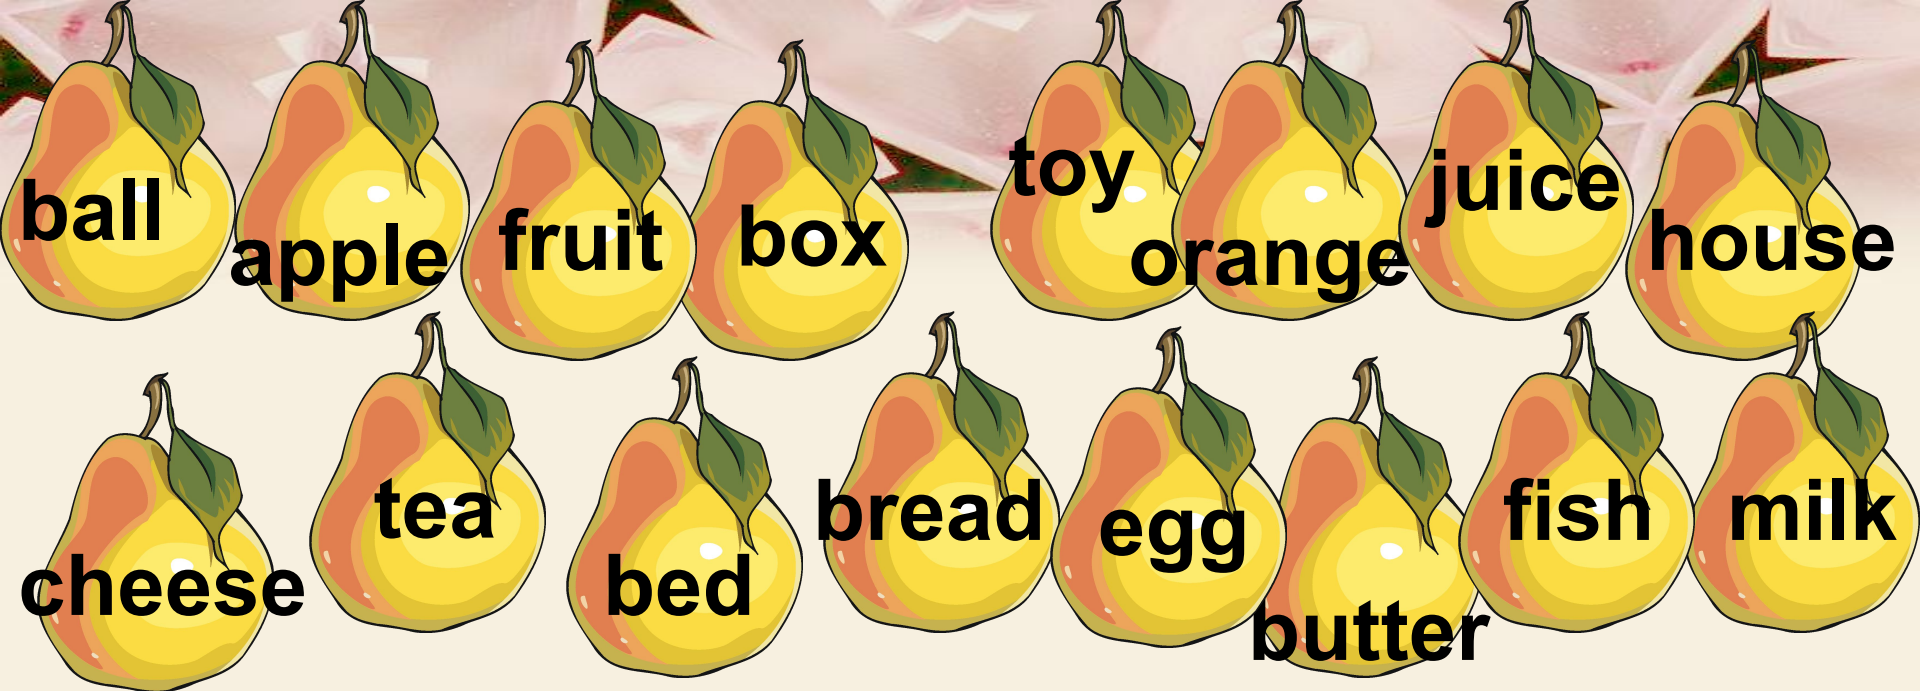 ball apple fruit box toy orange juice house
cheese tea bed bread egg butter fish milk